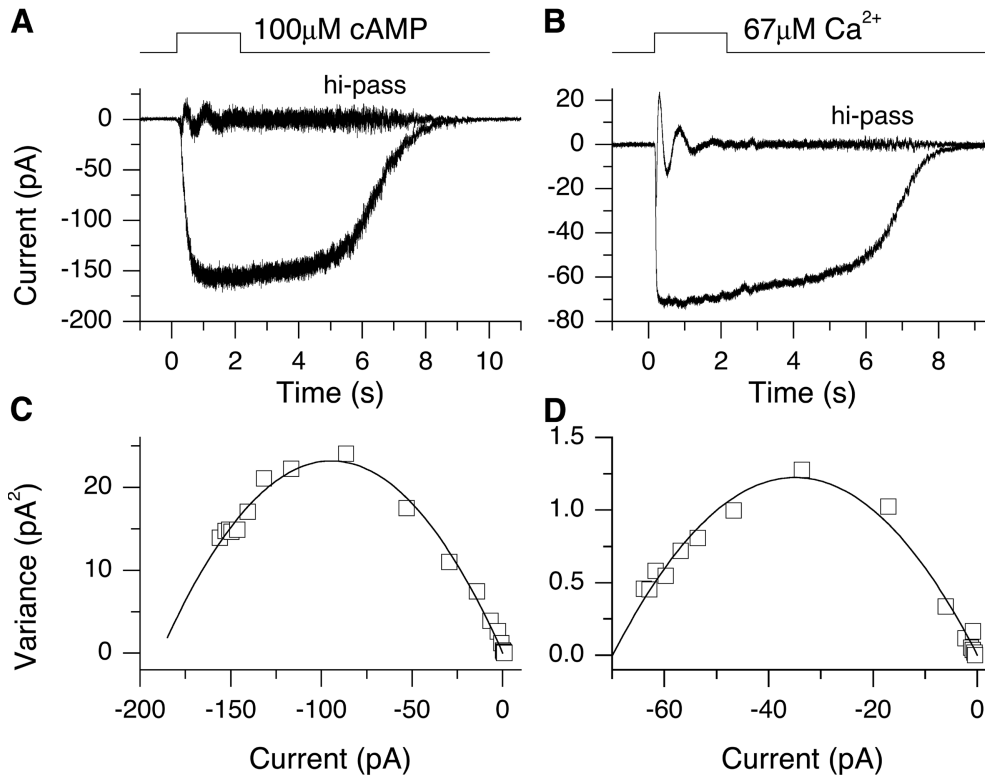 A
100μM cAMP
hi-pass
0
-50
-100
-150
-200
Current (pA)
0 2 4 6 8 10
Time (s)
B
67μM Ca²⁺
hi-pass
20
0
-20
-40
-60
-80
0 2 4 6 8
Time (s)
C
20
10
0
Variance (pA²)
-200 -150 -100 -50 0
Current (pA)
D
1.5
1.0
0.5
0.0
-60 -40 -20 0
Current (pA)